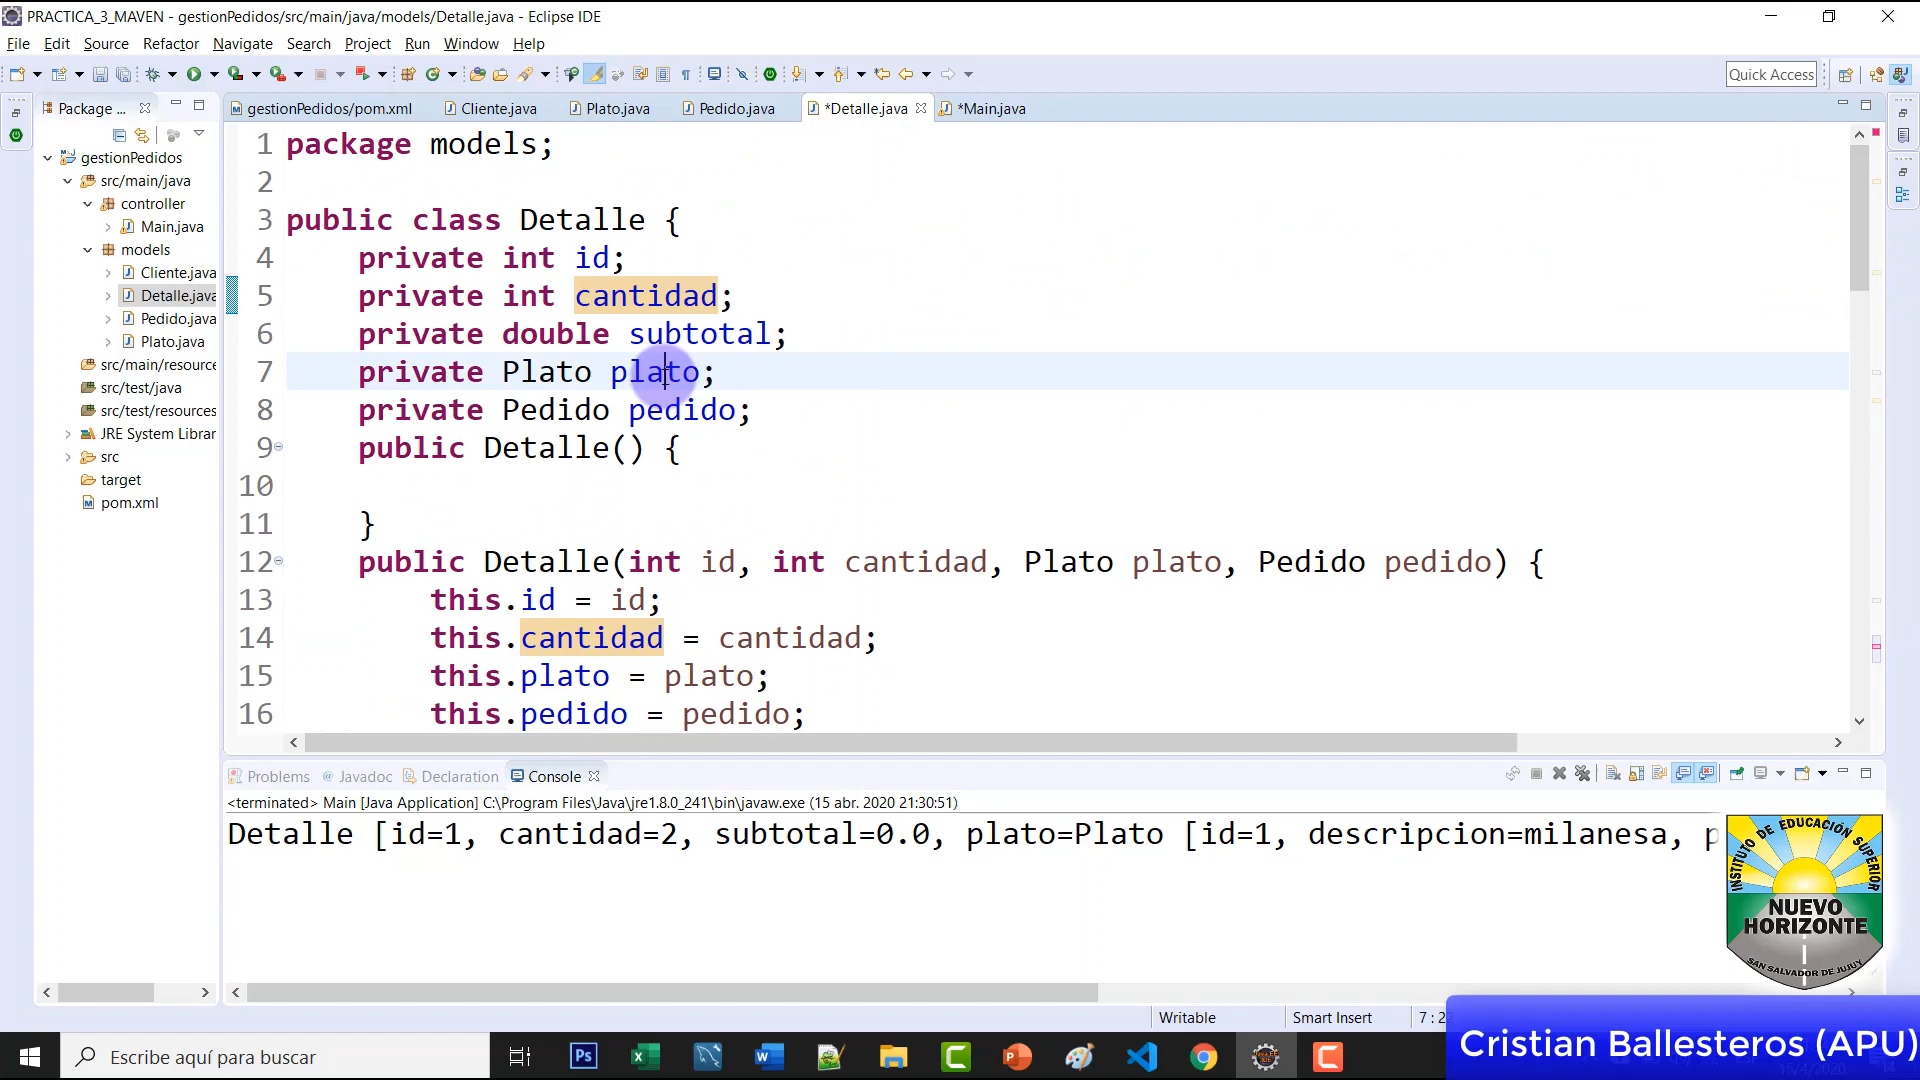 PRACTICA_3_MAVEN - gestionPedidos/src/main/java/models/Detalle.java - Eclipse IDE
File Edit Source Refactor Navigate Search Project Run Window Help
Quick Access
Package ...
gestionPedidos/pom.xml Cliente.java Plato.java Pedido.java *Detalle.java *Main.java
gestionPedidos
src/main/java
controller
Main.java
models
Cliente.java
Detalle.java
Pedido.java
Plato.java
src/main/resource
src/test/java
src/test/resources
JRE System Librar
src
target
pom.xml
1 package models;
2
3 public class Detalle {
4 private int id;
5 private int cantidad;
6 private double subtotal;
7 private Plato plato;
8 private Pedido pedido;
9 public Detalle() {
10
11 }
12 public Detalle(int id, int cantidad, Plato plato, Pedido pedido) {
13 this.id = id;
14 this.cantidad = cantidad;
15 this.plato = plato;
16 this.pedido = pedido;
Problems @ Javadoc Declaration Console
<terminated> Main [Java Application] C:\Program Files\Java\jre1.8.0_241\bin\javaw.exe (15 abr. 2020 21:30:51)
Detalle [id=1, cantidad=2, subtotal=0.0, plato=Plato [id=1, descripcion=milanesa, p
INSTITUTO DE EDUCACIÓN SUPERIOR
NUEVO
HORIZONTE
SAN SALVADOR DE JUJUY
Writable Smart Insert 7 : 2
Cristian Ballesteros (APU)
Escribe aquí para buscar